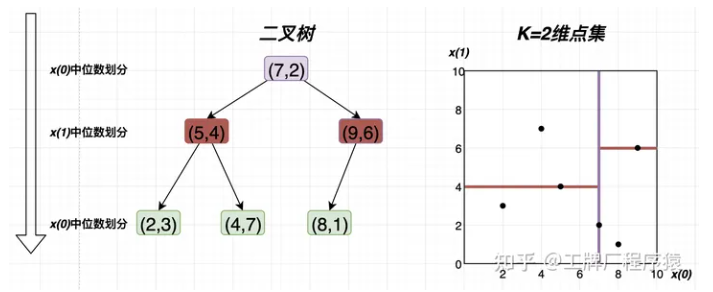 二叉树
K=2维点集
x(0)中位数划分
(7,2)
x(1)中位数划分
(5,4)
(9,6)
x(0)中位数划分
(2,3)
(4,7)
(8,1)
x(1)
10
8
6
4
2
0
2
4
6
8
10
x(0)
知乎 @工牌厂程序猿